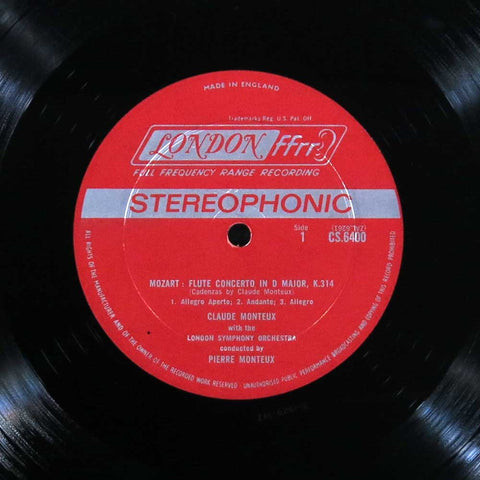 MADE IN ENGLAND
Trademarks Reg. U.S. Pat. Off.
LONDON ffrr
FULL FREQUENCY RANGE RECORDING
STEREOPHONIC
Side
1
CS.6400
MOZART : FLUTE CONCERTO IN D MAJOR, K.314
(Cadenzas by Claude Monteux)
1. Allegro Aperto; 2. Andante; 3. Allegro
CLAUDE MONTEUX
with the
LONDON SYMPHONY ORCHESTRA
conducted by
PIERRE MONTEUX
ALL RIGHTS OF THE MANUFACTURER AND OF THE OWNER OF THE RECORDED WORK RESERVED · UNAUTHORISED PUBLIC PERFORMANCE BROADCASTING AND COPYING OF THIS RECORD PROHIBITED